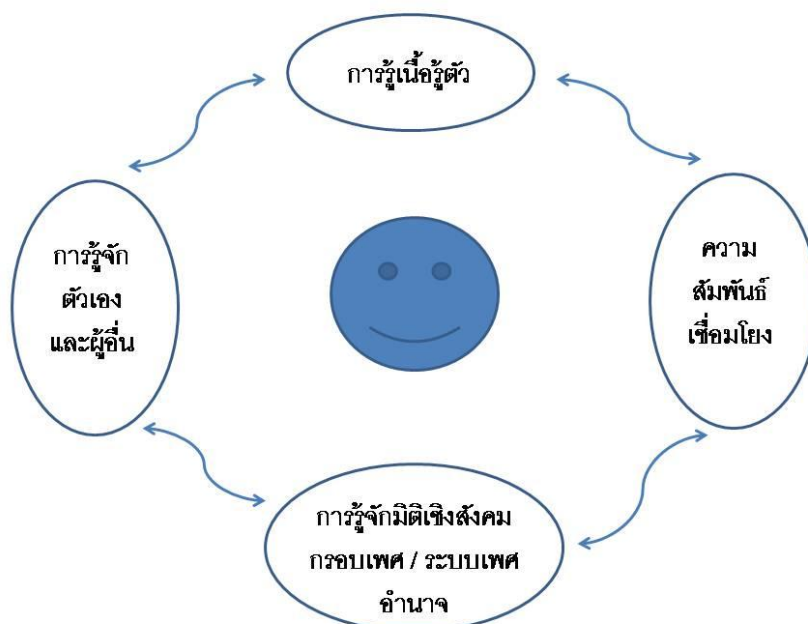 การรู้เนื้อรู้ตัว
การรู้จัก
ตัวเอง
และผู้อื่น
ความ
สัมพันธ์
เชื่อมโยง
การรู้จักมิติเชิงสังคม
กรอบเพศ / ระบบเพศ
อำนาจ